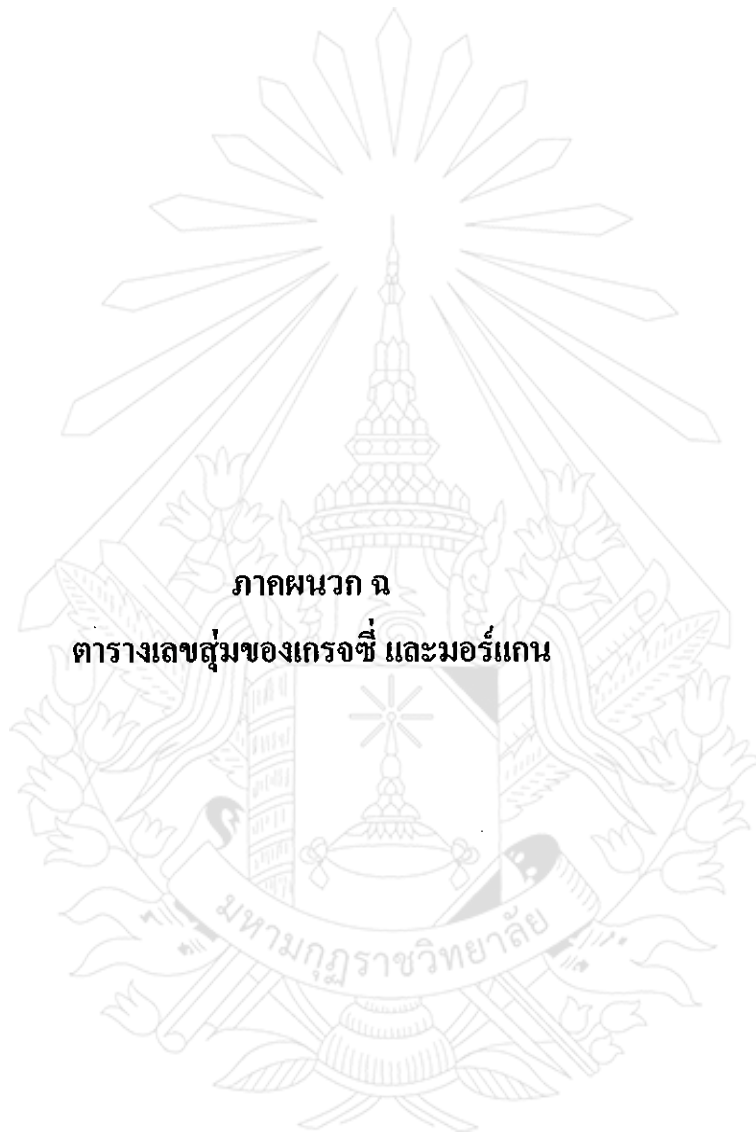 ภาคผนวก ฉ
ตารางเลขสุ่มของเกรจซี่ และมอร์แกน
มหามกุฏราชวิทยาลัย